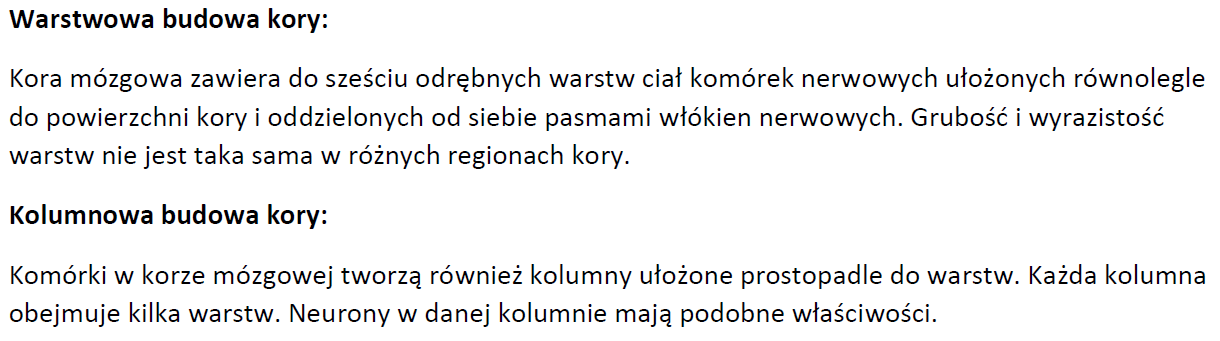 Warstwowa budowa kory:
Kora mózgowa zawiera do sześciu odrębnych warstw ciał komórek nerwowych ułożonych równolegle
do powierzchni kory i oddzielonych od siebie pasmami włókien nerwowych. Grubość i wyrazistość
warstw nie jest taka sama w różnych regionach kory.
Kolumnowa budowa kory:
Komórki w korze mózgowej tworzą również kolumny ułożone prostopadle do warstw. Każda kolumna
obejmuje kilka warstw. Neurony w danej kolumnie mają podobne właściwości.